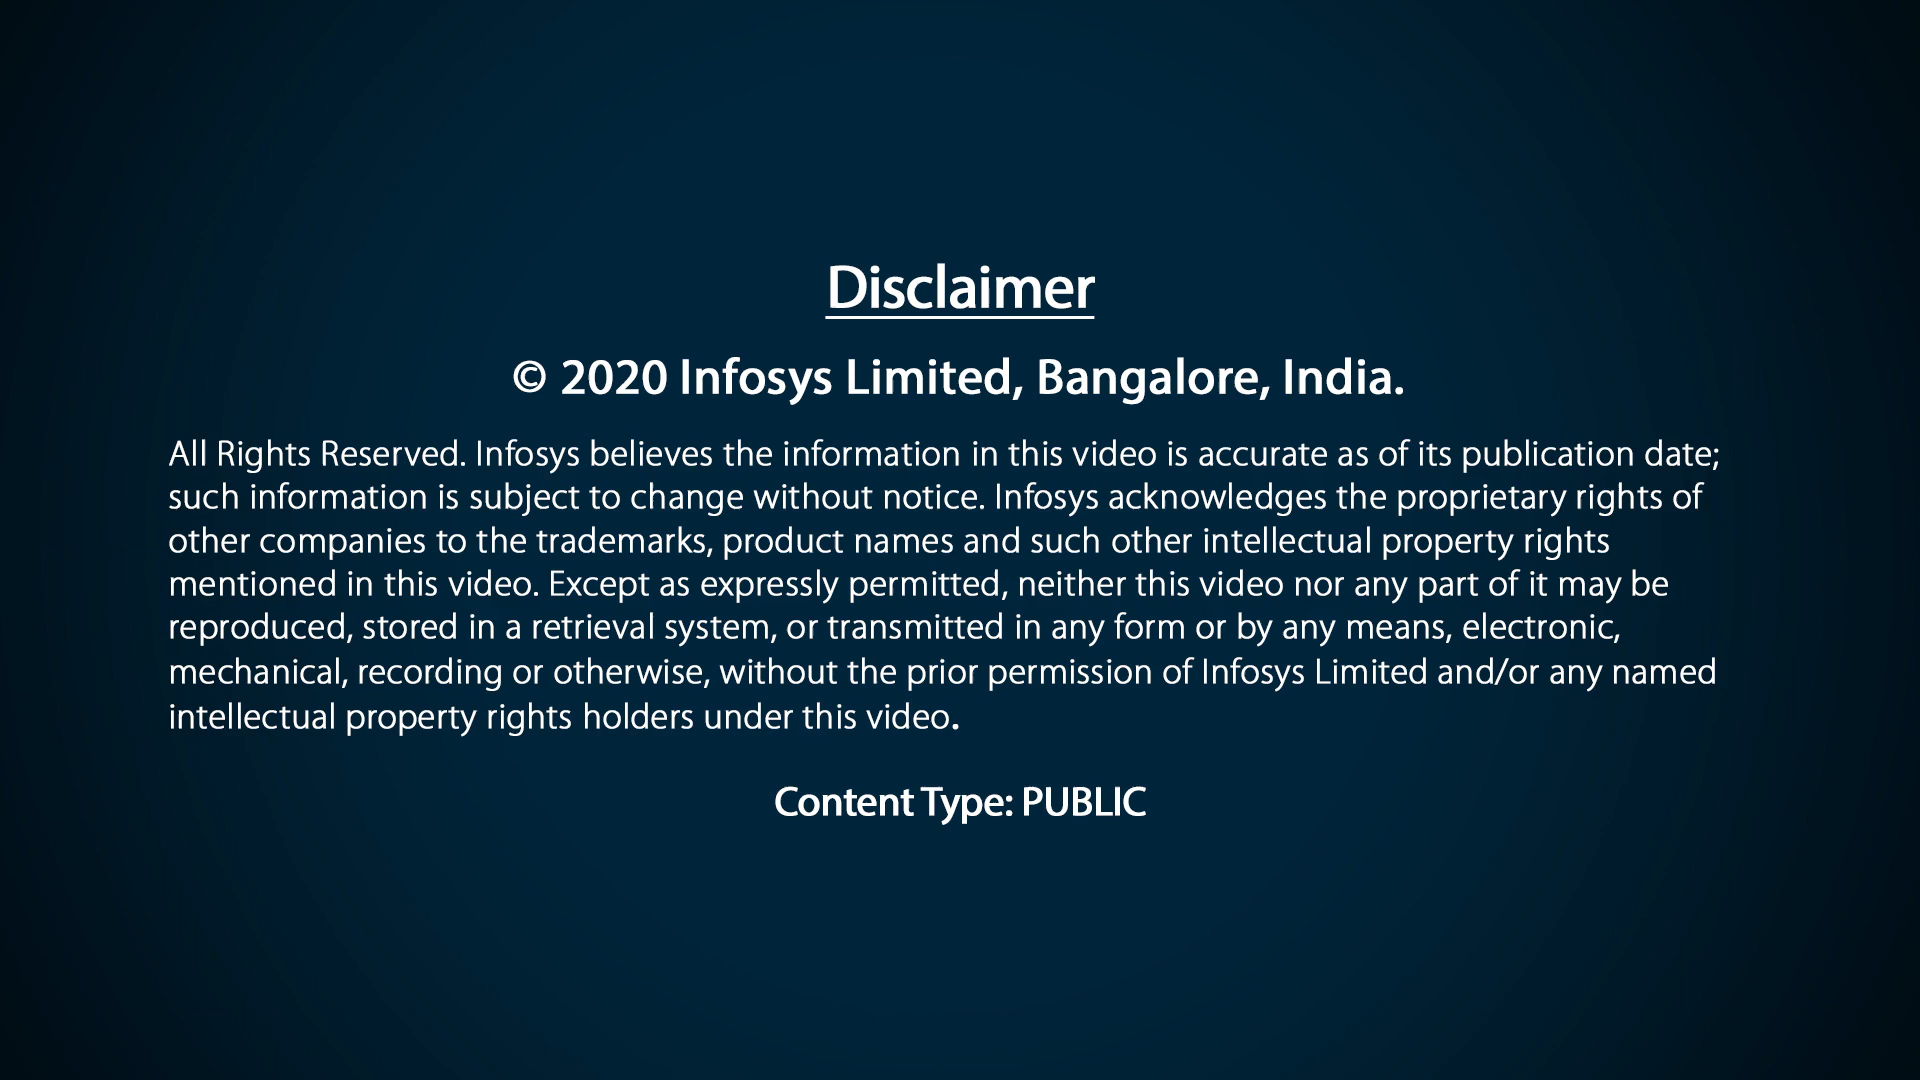 Disclaimer
© 2020 Infosys Limited, Bangalore, India.
All Rights Reserved. Infosys believes the information in this video is accurate as of its publication date;
such information is subject to change without notice. Infosys acknowledges the proprietary rights of
other companies to the trademarks, product names and such other intellectual property rights
mentioned in this video. Except as expressly permitted, neither this video nor any part of it may be
reproduced, stored in a retrieval system, or transmitted in any form or by any means, electronic,
mechanical, recording or otherwise, without the prior permission of Infosys Limited and/or any named
intellectual property rights holders under this video.
Content Type: PUBLIC